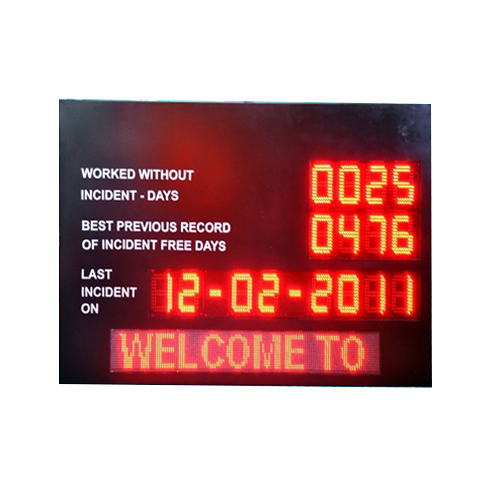 WORKED WITHOUT
INCIDENT - DAYS
0025
BEST PREVIOUS RECORD
OF INCIDENT FREE DAYS
0476
LAST
INCIDENT
ON
12-02-2011
WELCOME TO